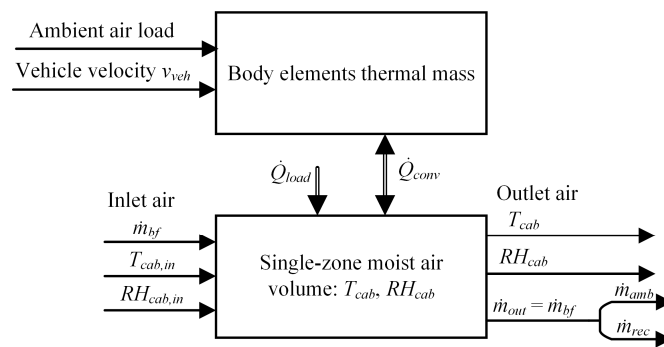 Ambient air load
Vehicle velocity v_veh
Body elements thermal mass
Q̇_load
Q̇_conv
Inlet air
ṁ_bf
T_cab,in
RH_cab,in
Single-zone moist air
volume: T_cab, RH_cab
Outlet air
T_cab
RH_cab
ṁ_out = ṁ_bf
ṁ_amb
ṁ_rec